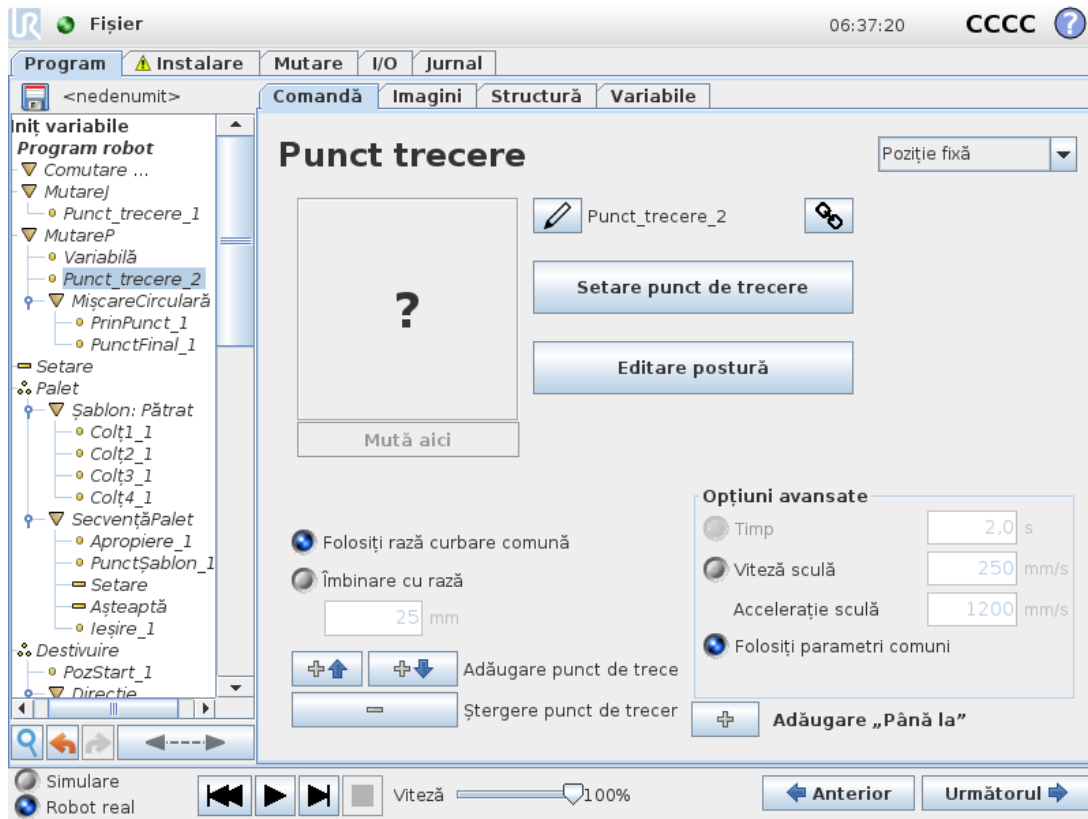 UR Fișier 06:37:20 CCCC ?
Program Instalare Mutare I/O Jurnal
<nedenumit> Comandă Imagini Structură Variabile
Iniț variabile
Program robot
Comutare ...
MutareJ
Punct_trecere_1
MutareP
Variabilă
Punct_trecere_2
MișcareCirculară
PrinPunct_1
PunctFinal_1
Setare
Palet
Șablon: Pătrat
Colț1_1
Colț2_1
Colț3_1
Colț4_1
SecvențăPalet
Apropiere_1
PunctȘablon_1
Setare
Așteaptă
Ieșire_1
Destivuire
PozStart_1
Direcție
Punct trecere
Poziție fixă
Punct_trecere_2
?
Setare punct de trecere
Editare postură
Mută aici
Folosiți rază curbare comună
Îmbinare cu rază
25 mm
Adăugare punct de trece
Ștergere punct de trecer
Opțiuni avansate
Timp 2,0 s
Viteză sculă 250 mm/s
Accelerație sculă 1200 mm/s
Folosiți parametri comuni
Adăugare „Până la”
Simulare
Robot real
Viteză 100%
Anterior
Următorul